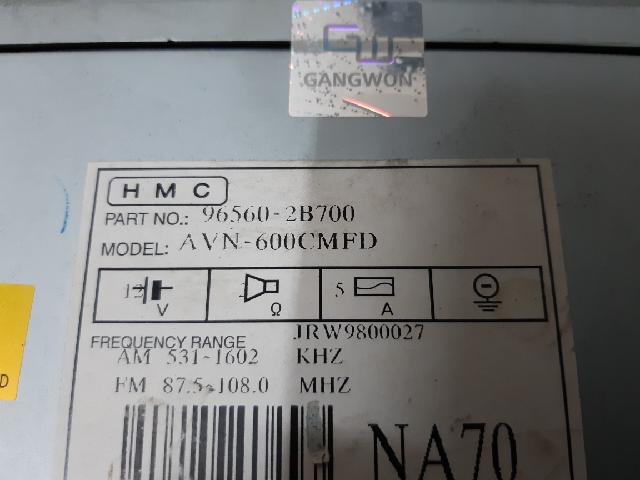 GW
GANGWON
HMC
PART NO.: 96560-2B700
MODEL: AVN-600CMFD
12 V
Ω
5 A
JRW9800027
FREQUENCY RANGE
AM 531~1602 KHZ
FM 87.5~108.0 MHZ
NA70
D